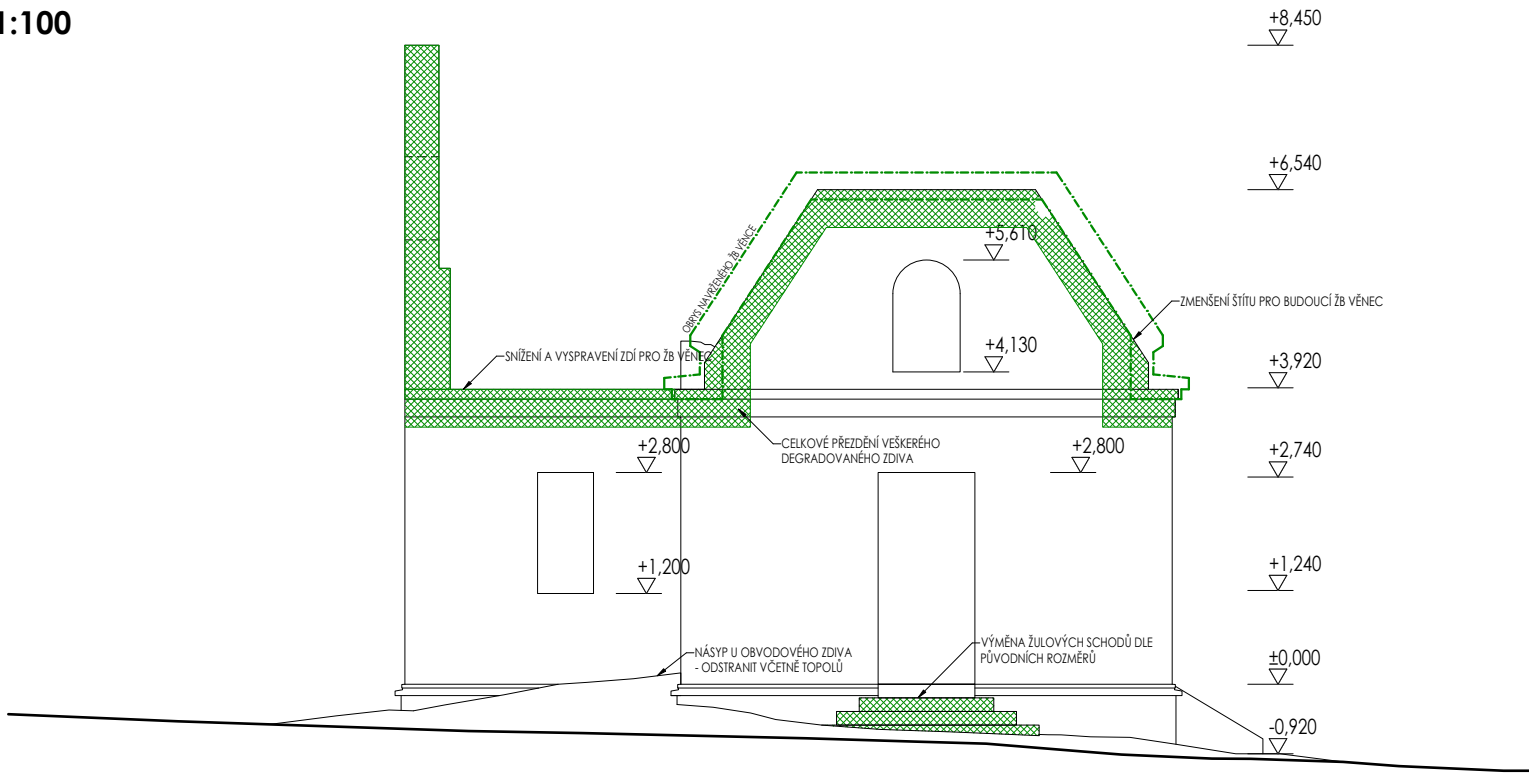 1:100
+8,450
+6,540
+5,610
OBRYS NAVRŽENÉHO ŽB VĚNCE
ZMENŠENÍ ŠTÍTU PRO BUDOUCÍ ŽB VĚNEC
+4,130
SNÍŽENÍ A VYSPRAVENÍ ZDÍ PRO ŽB VĚNEC
+3,920
CELKOVÉ PŘEZDĚNÍ VEŠKERÉHO
DEGRADOVANÉHO ZDIVA
+2,800
+2,800
+2,740
+1,200
+1,240
VÝMĚNA ŽULOVÝCH SCHODŮ DLE
PŮVODNÍCH ROZMĚRŮ
NÁSYP U OBVODOVÉHO ZDIVA
- ODSTRANIT VČETNĚ TOPOLŮ
±0,000
-0,920